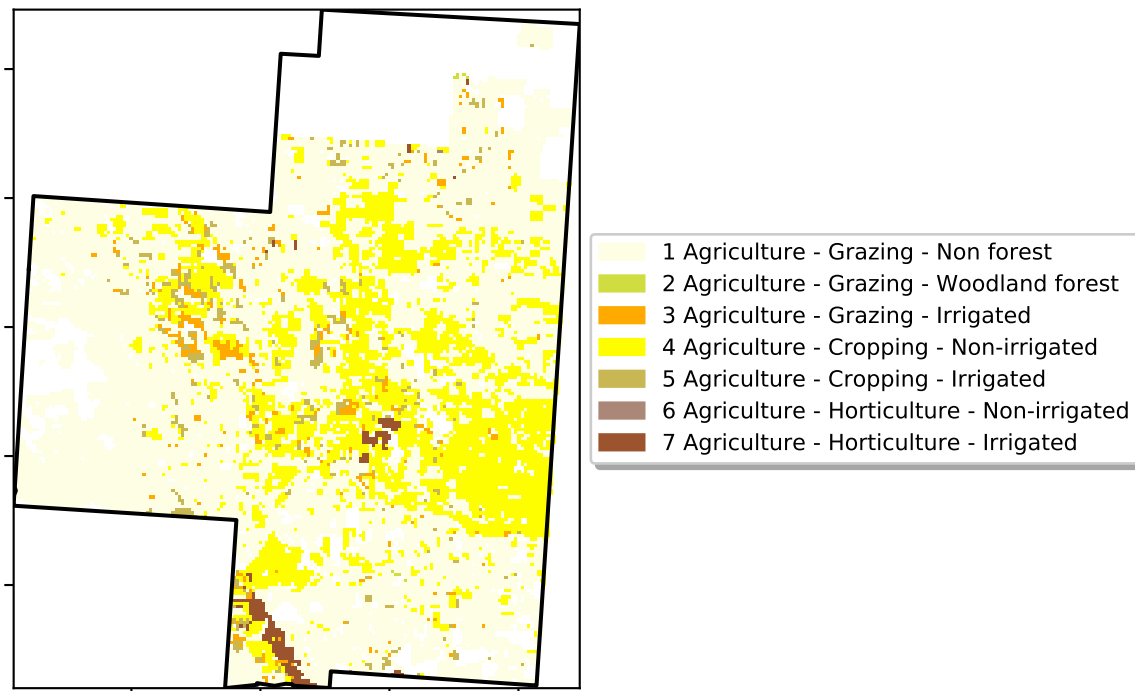 1 Agriculture - Grazing - Non forest
2 Agriculture - Grazing - Woodland forest
3 Agriculture - Grazing - Irrigated
4 Agriculture - Cropping - Non-irrigated
5 Agriculture - Cropping - Irrigated
6 Agriculture - Horticulture - Non-irrigated
7 Agriculture - Horticulture - Irrigated